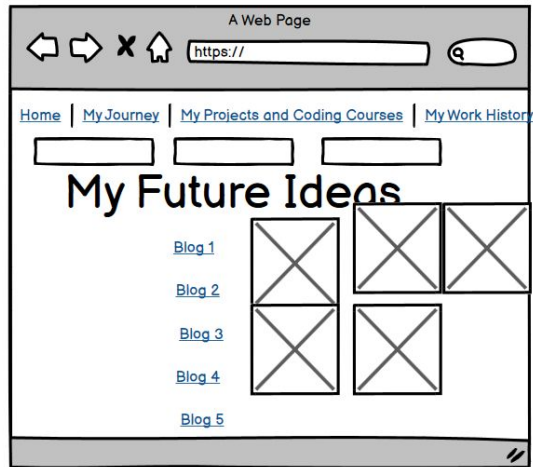 A Web Page
https://
Home | My Journey | My Projects and Coding Courses | My Work History
My Future Ideas
Blog 1
Blog 2
Blog 3
Blog 4
Blog 5